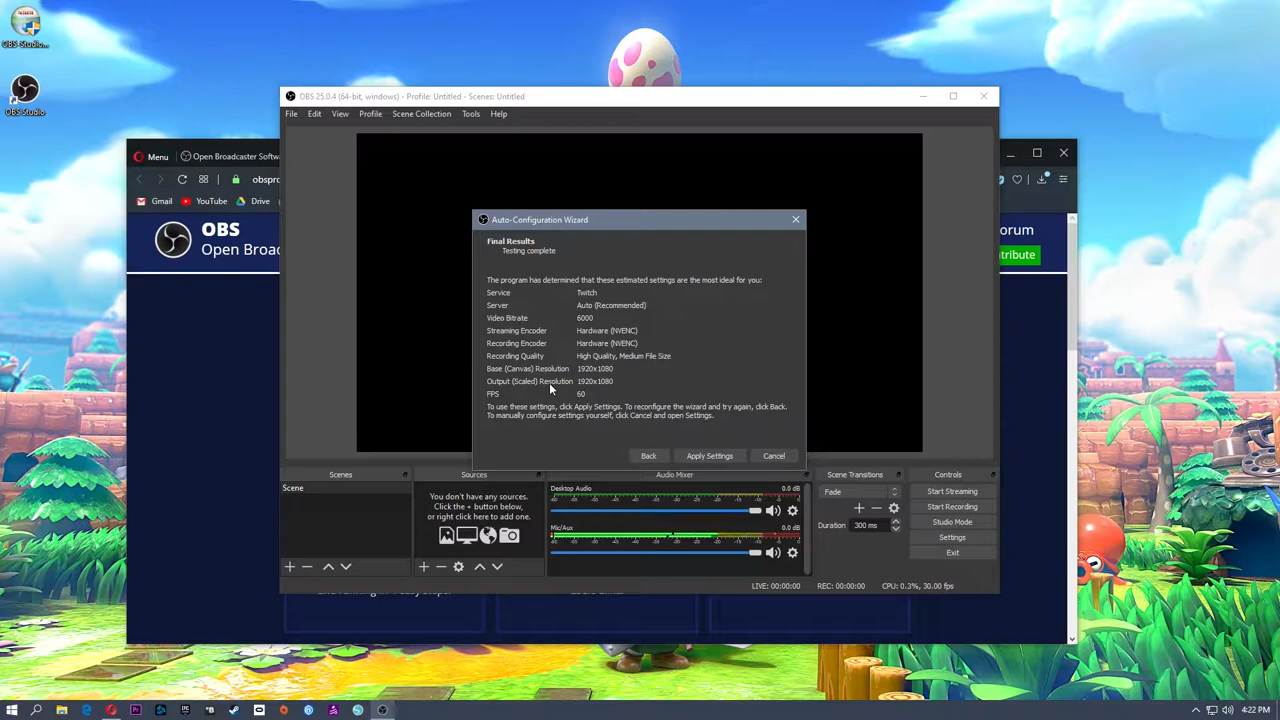 OBS Studio...
OBS Studio
OBS 25.0.4 (64-bit, windows) - Profile: Untitled - Scenes: Untitled
File Edit View Profile Scene Collection Tools Help
Menu
Open Broadcaster Softwa
obspro
Gmail YouTube Drive
OBS
Open Broadc
orum
tribute
Auto-Configuration Wizard
Final Results
Testing complete
The program has determined that these estimated settings are the most ideal for you:
Service Twitch
Server Auto (Recommended)
Video Bitrate 6000
Streaming Encoder Hardware (NVENC)
Recording Encoder Hardware (NVENC)
Recording Quality High Quality, Medium File Size
Base (Canvas) Resolution 1920x1080
Output (Scaled) Resolution 1920x1080
FPS 60
To use these settings, click Apply Settings. To reconfigure the wizard and try again, click Back.
To manually configure settings yourself, click Cancel and open Settings.
Back Apply Settings Cancel
Scenes Sources Audio Mixer Scene Transitions Controls
Scene
You don't have any sources.
Click the + button below,
or right click here to add one.
Desktop Audio 0.0 dB
Mic/Aux 0.0 dB
Fade
Duration 300 ms
Start Streaming
Start Recording
Studio Mode
Settings
Exit
LIVE: 00:00:00 REC: 00:00:00 CPU: 0.3%, 30.00 fps
4:22 PM